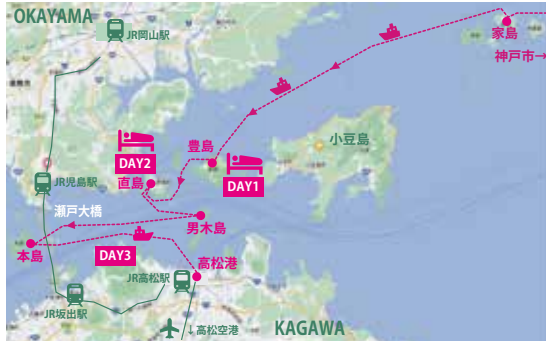 OKAYAMA
JR岡山駅
家島
神戸市→
豊島
小豆島
DAY2
DAY1
直島
JR児島駅
瀬戸大橋
男木島
本島
DAY3
高松港
JR高松駅
JR坂出駅
↓高松空港
KAGAWA